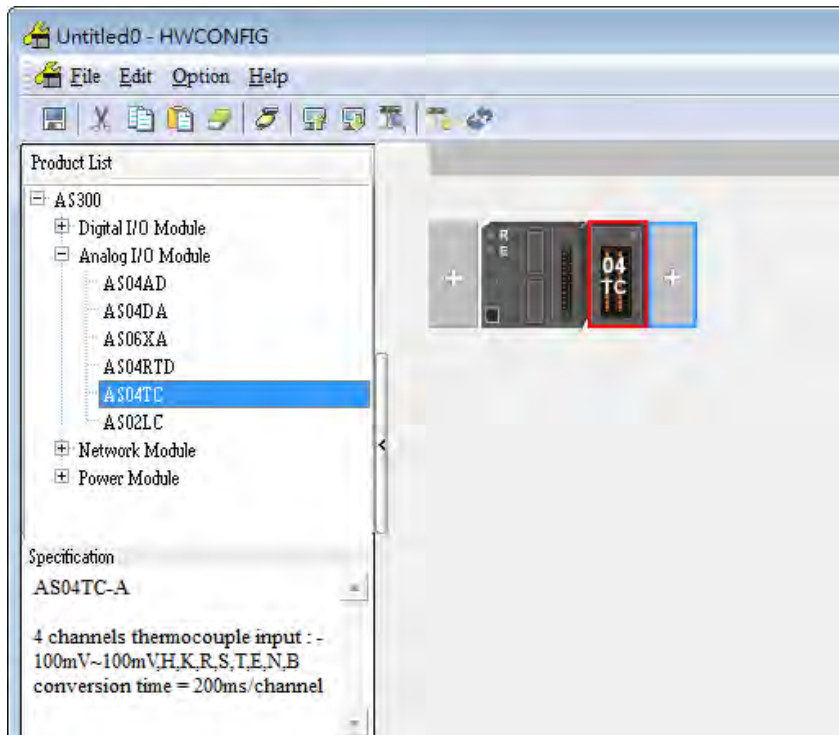 Untitled0 - HWCONFIG
File Edit Option Help
Product List
AS300
Digital I/O Module
Analog I/O Module
AS04AD
AS04DA
AS06XA
AS04RTD
AS04TC
AS02LC
Network Module
Power Module
R
E
04
TC
Specification
AS04TC-A
4 channels thermocouple input : -
100mV~100mV,H,K,R,S,T,E,N,B
conversion time = 200ms/channel